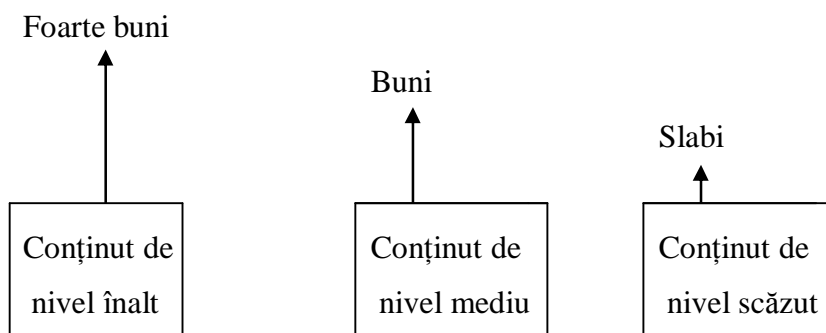 Foarte buni
Buni
Slabi
Conținut de
nivel înalt
Conținut de
nivel mediu
Conținut de
nivel scăzut